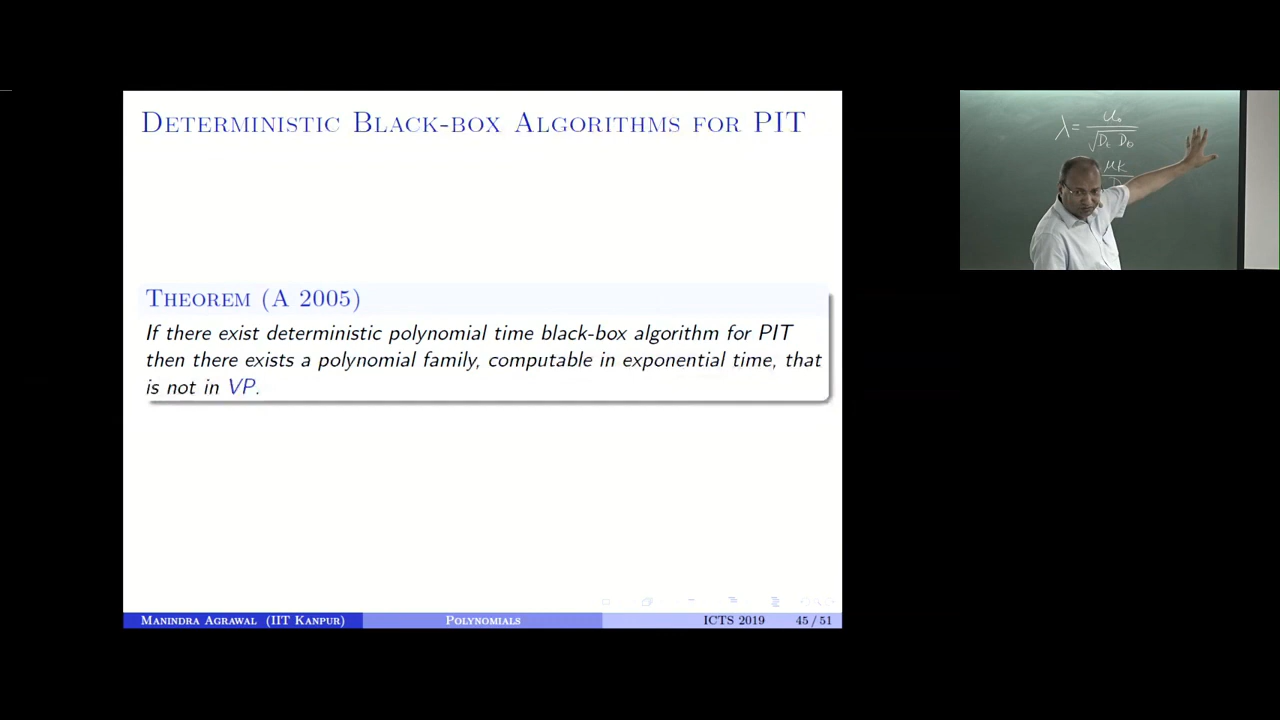 DETERMINISTIC BLACK-BOX ALGORITHMS FOR PIT
THEOREM (A 2005)
If there exist deterministic polynomial time black-box algorithm for PIT
then there exists a polynomial family, computable in exponential time, that
is not in VP.
MANINDRA AGRAWAL (IIT KANPUR)
POLYNOMIALS
ICTS 2019
45 / 51
λ =
μK